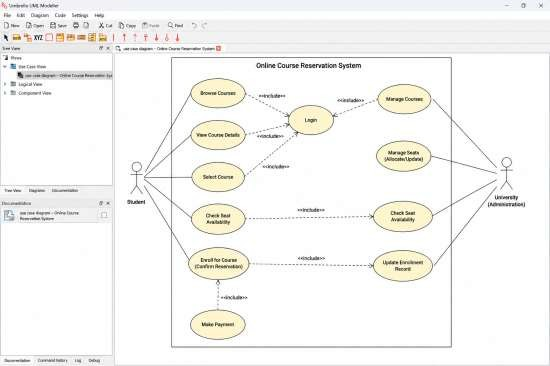 Umbrello UML Modeller
File Edit Diagram Code Settings Help
New Open Save Cut Copy Paste Find
Tree View
XYZ
use case diagram – Online Course Reservation System
Views
Use Case View
use case diagram – Online Course Reservation Sys
Logical View
Component View
Tree View Diagrams Documentation
Documentation
use case diagram – Online Course
Reservation System
Documentation Command history Log Debug
Online Course Reservation System
Browse Courses
<<include>>
Manage Courses
<<include>>
Login
View Course Details
<<include>>
<<include>>
Manage Seats
(Allocate/Update)
Select Course
Student
University
(Administration)
Check Seat
Availability
<<include>>
Check Seat
Availability
Enroll for Course
(Confirm Reservation)
<<include>>
Update Enrollment
Record
<<include>>
Make Payment